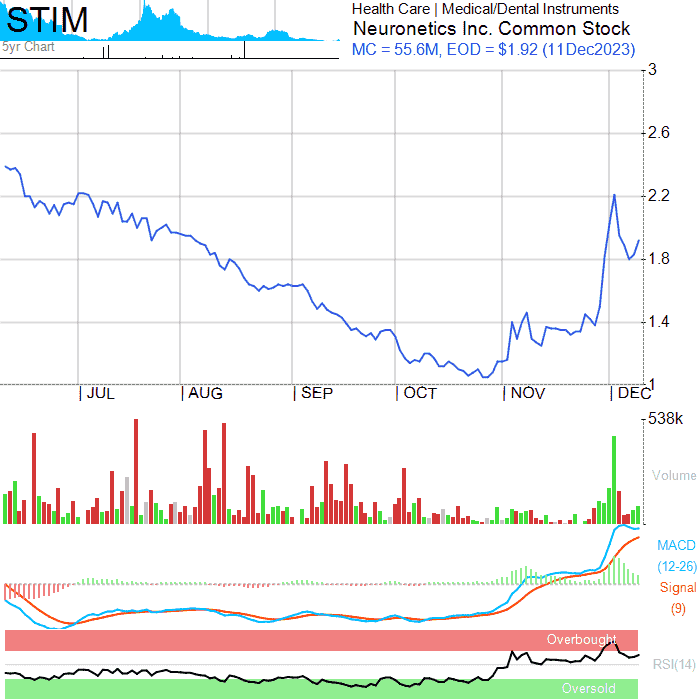 STIM
5yr Chart
Health Care | Medical/Dental Instruments
Neuronetics Inc. Common Stock
MC = 55.6M, EOD = $1.92 (11Dec2023)
3
2.6
2.2
1.8
1.4
1
JUL AUG SEP OCT NOV DEC
538k
Volume
MACD
(12-26)
Signal
(9)
Overbought
RSI(14)
Oversold